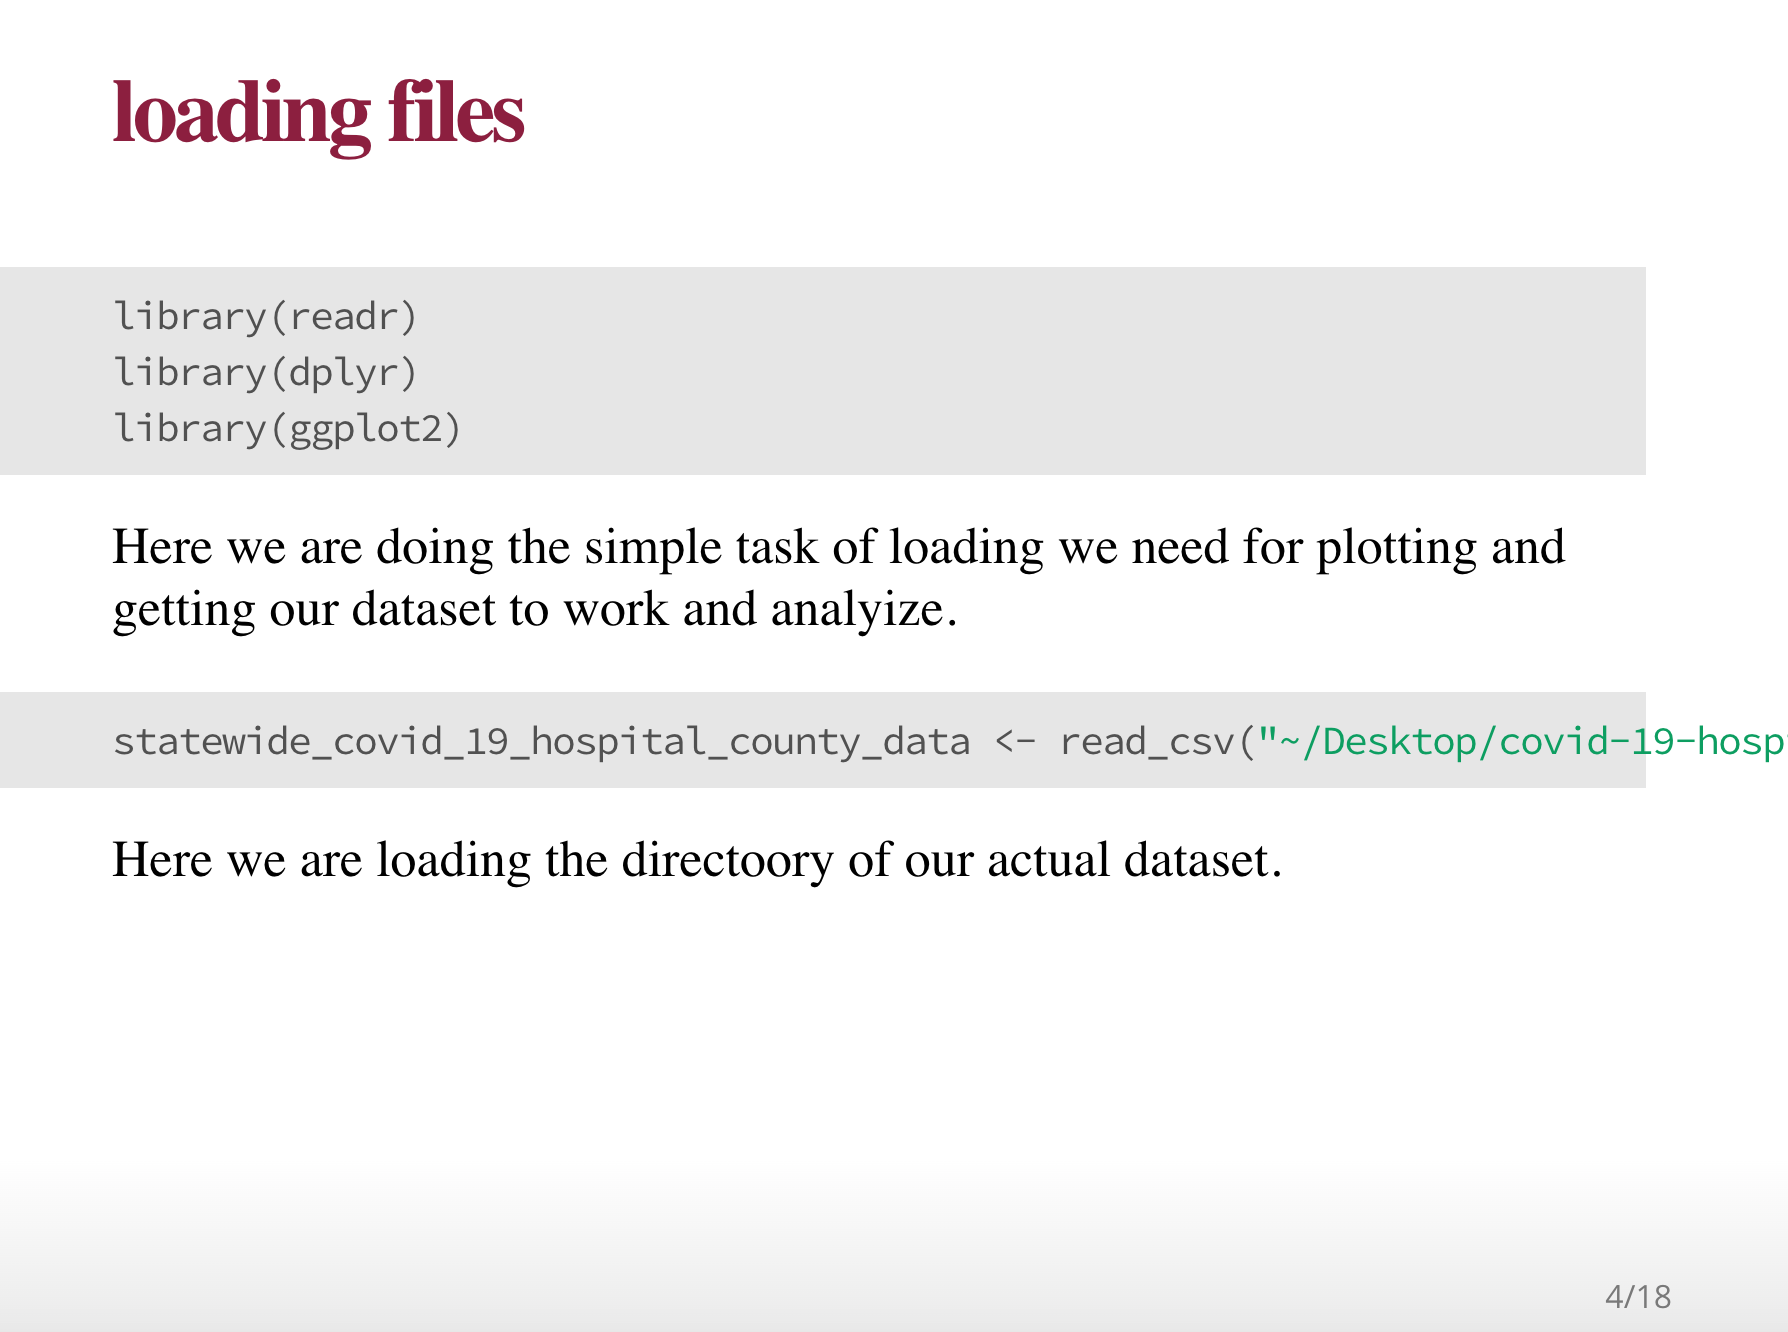 loading files
library(readr)
library(dplyr)
library(ggplot2)
Here we are doing the simple task of loading we need for plotting and
getting our dataset to work and analyize.
statewide_covid_19_hospital_county_data <- read_csv("~/Desktop/covid-19-hosp
Here we are loading the directoory of our actual dataset.
4/18